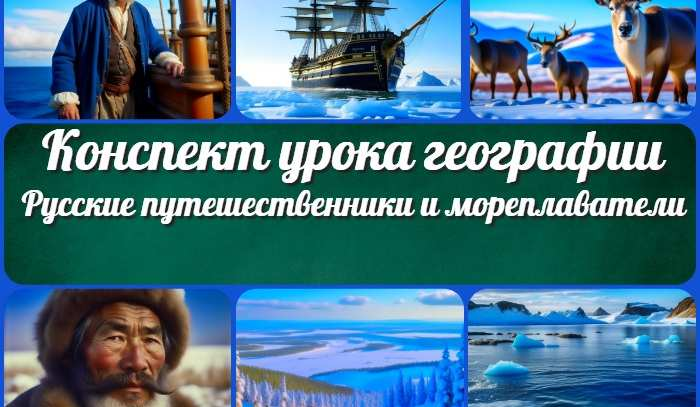 Конспект урока географии
Русские путешественники и мореплаватели